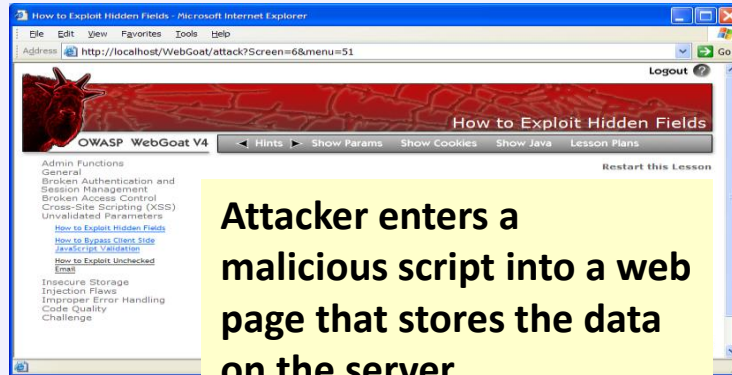 How to Exploit Hidden Fields - Microsoft Internet Explorer
File Edit View Favorites Tools Help
Address http://localhost/WebGoat/attack?Screen=6&menu=51 Go
Logout ?
How to Exploit Hidden Fields
OWASP WebGoat V4 Hints Show Params Show Cookies Show Java Lesson Plans
Restart this Lesson
Admin Functions
General
Broken Authentication and
Session Management
Broken Access Control
Cross-Site Scripting (XSS)
Unvalidated Parameters
How to Exploit Hidden Fields
How to Bypass Client Side
JavaScript Validation
How to Exploit Unchecked
Email
Insecure Storage
Injection Flaws
Improper Error Handling
Code Quality
Challenge
Attacker enters a
malicious script into a web
page that stores the data
on the server